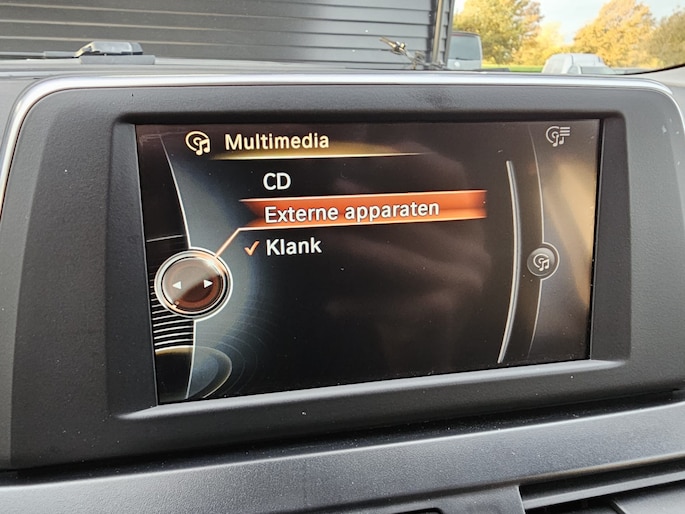 Multimedia
CD
Externe apparaten
Klank